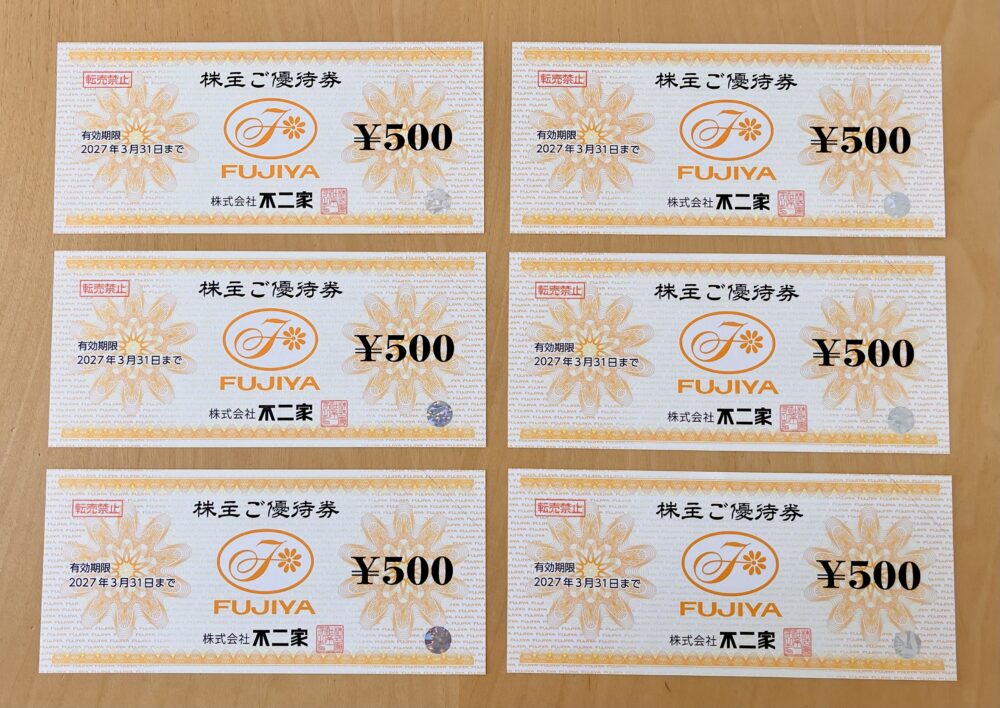 転売禁止
株主ご優待券
有効期限
2027年3月31日まで
¥500
FUJIYA
株式会社 不二家
転売禁止
株主ご優待券
有効期限
2027年3月31日まで
¥500
FUJIYA
株式会社 不二家
転売禁止
株主ご優待券
有効期限
2027年3月31日まで
¥500
FUJIYA
株式会社 不二家
転売禁止
株主ご優待券
有効期限
2027年3月31日まで
¥500
FUJIYA
株式会社 不二家
転売禁止
株主ご優待券
有効期限
2027年3月31日まで
¥500
FUJIYA
株式会社 不二家
転売禁止
株主ご優待券
有効期限
2027年3月31日まで
¥500
FUJIYA
株式会社 不二家